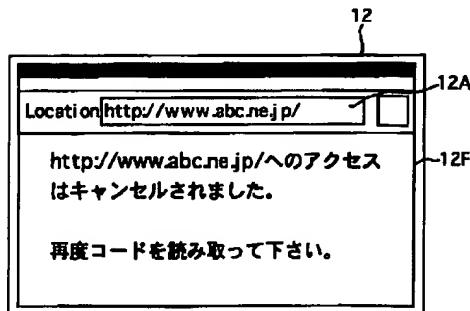 12
12A
Location http://www.abc.ne.jp/
12F
http://www.abc.ne.jp/へのアクセス
はキャンセルされました。
再度コードを読み取って下さい。